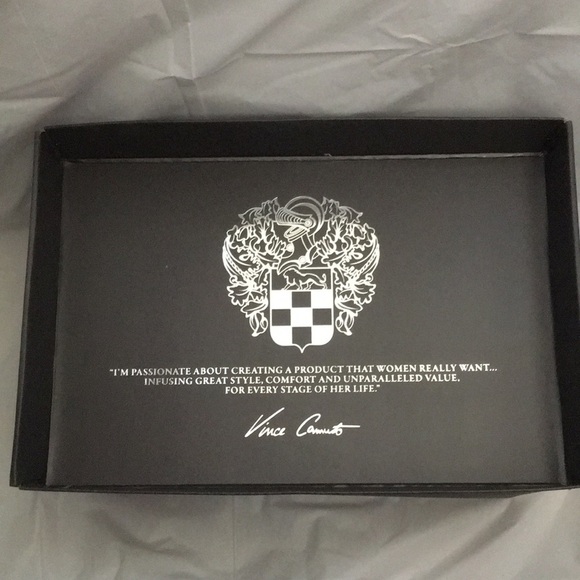 "I'M PASSIONATE ABOUT CREATING A PRODUCT THAT WOMEN REALLY WANT...
INFUSING GREAT STYLE, COMFORT AND UNPARALLELED VALUE,
FOR EVERY STAGE OF HER LIFE."
Vince Camuto